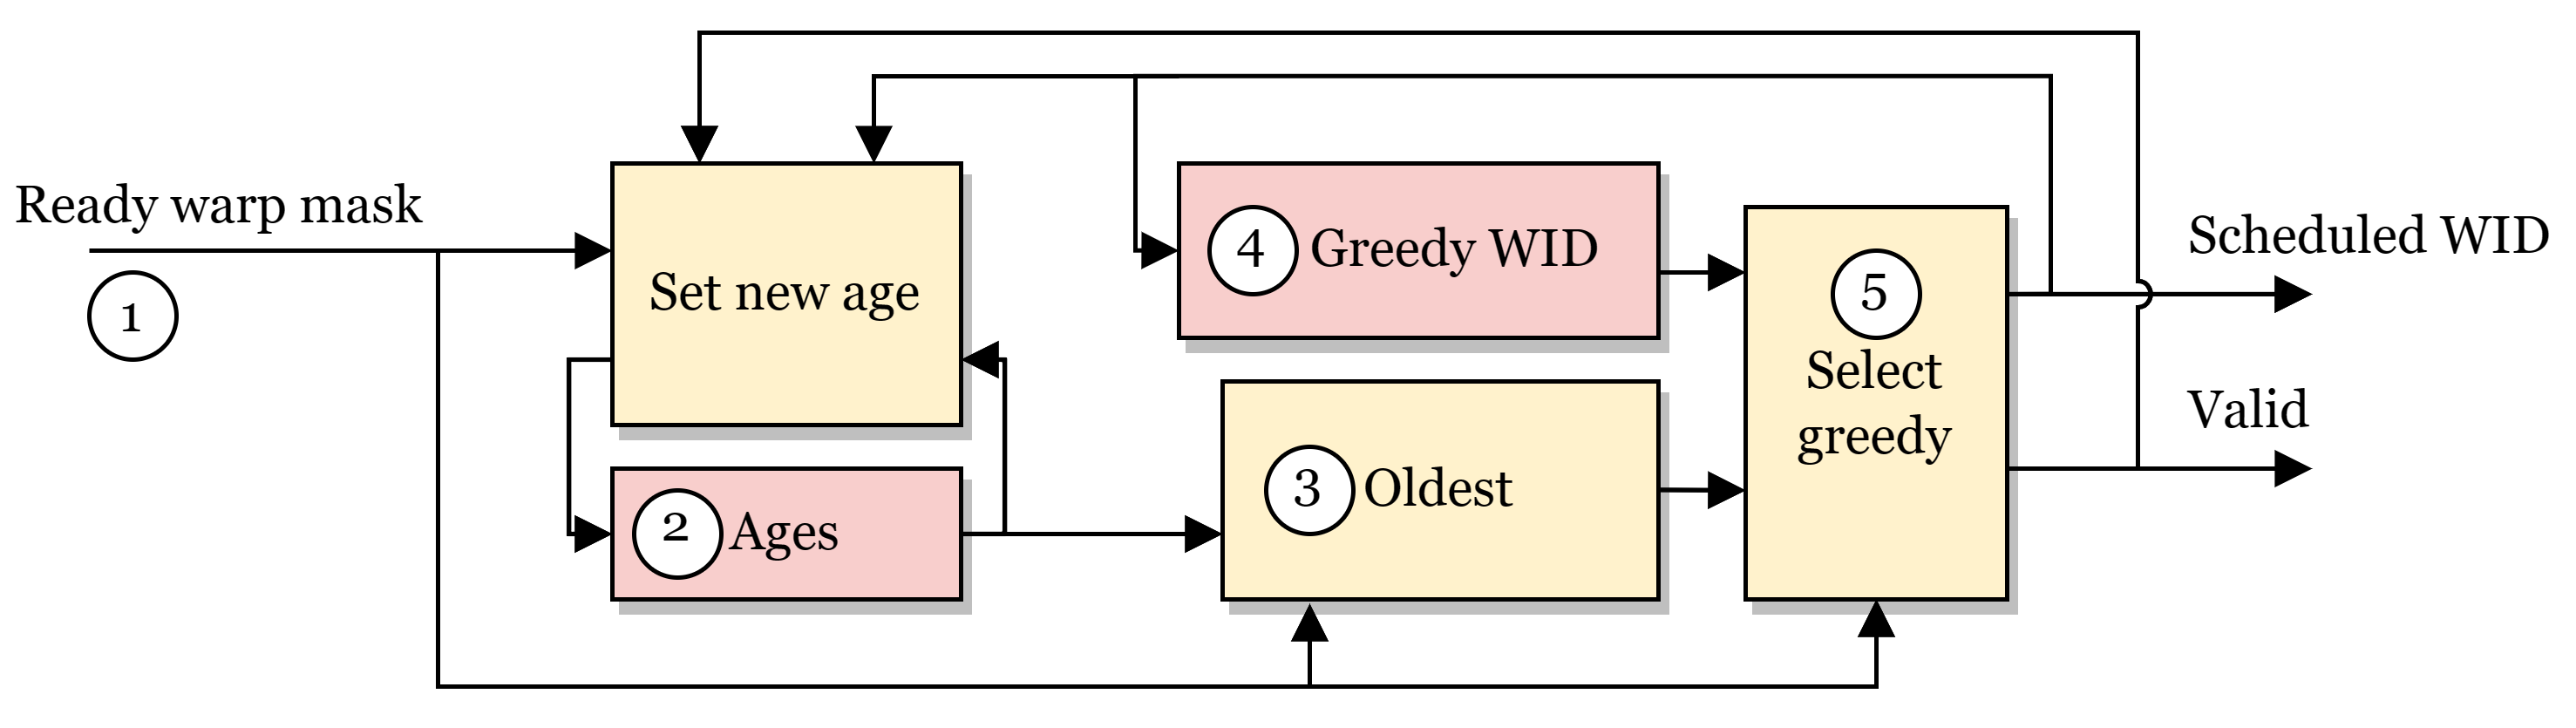 Ready warp mask
1
Set new age
2 Ages
4 Greedy WID
3 Oldest
5
Select
greedy
Scheduled WID
Valid